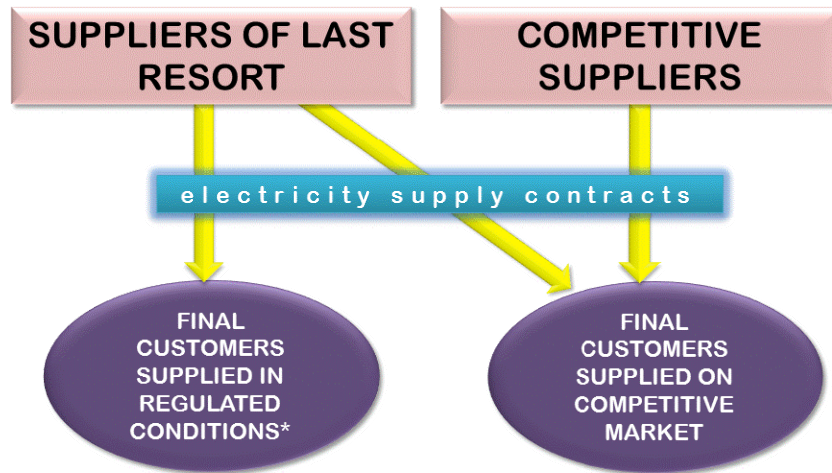 SUPPLIERS OF LAST
RESORT
COMPETITIVE
SUPPLIERS
electricity supply contracts
FINAL
CUSTOMERS
SUPPLIED IN
REGULATED
CONDITIONS*
FINAL
CUSTOMERS
SUPPLIED ON
COMPETITIVE
MARKET